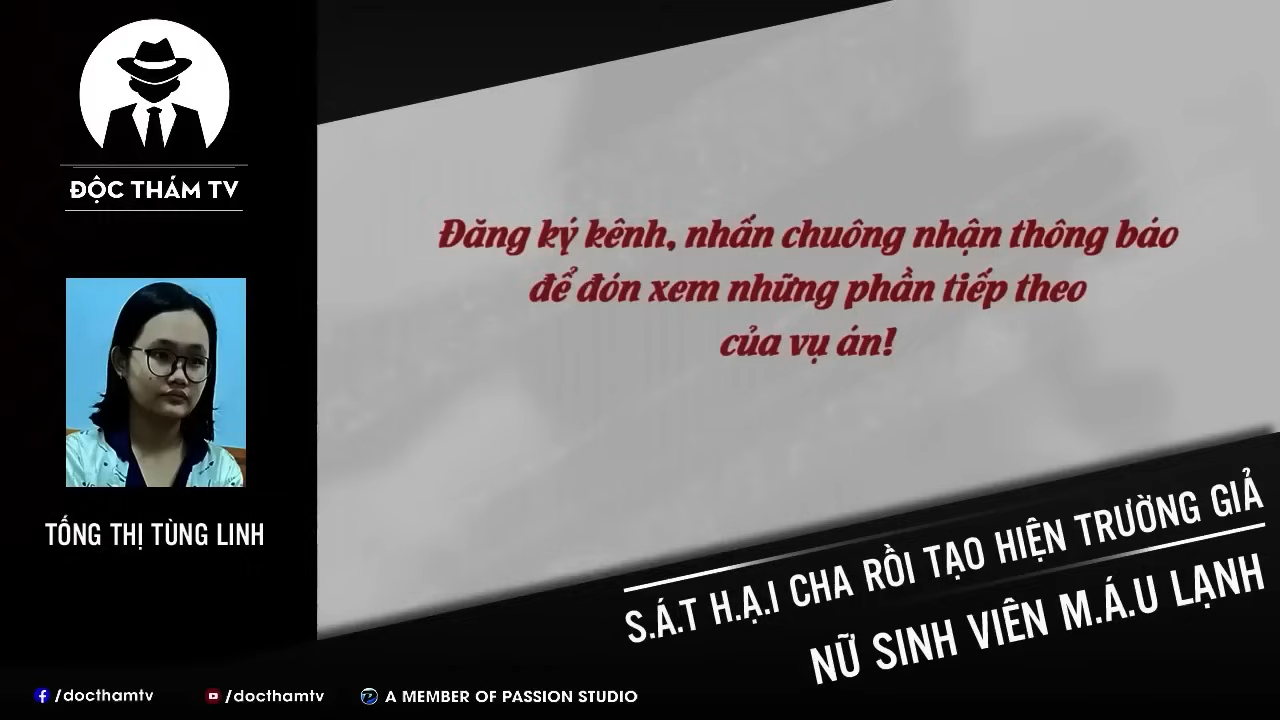 ĐỘC THÁM TV
TỐNG THỊ TÙNG LINH
Đăng ký kênh, nhấn chuông nhận thông báo
để đón xem những phần tiếp theo
của vụ án!
S.Á.T H.Ạ.I CHA RỒI TẠO HIỆN TRƯỜNG GIẢ
NỮ SINH VIÊN M.Á.U LẠNH
/docthamtv
/docthamtv
A MEMBER OF PASSION STUDIO